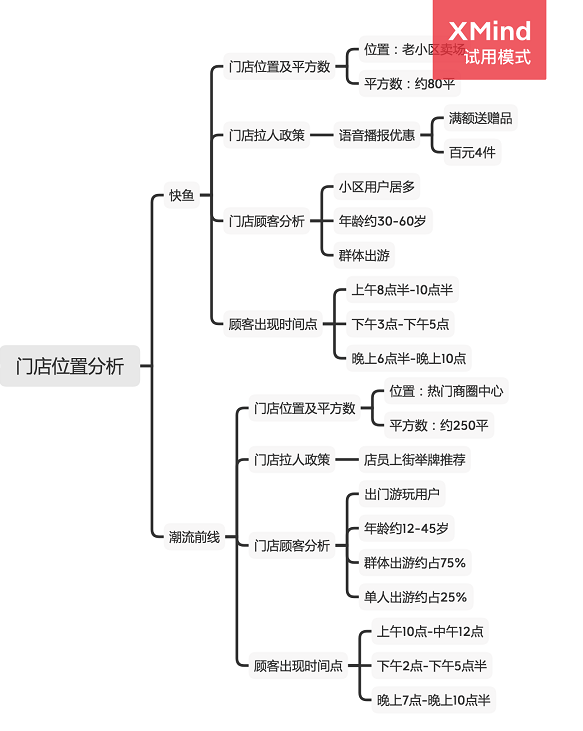 XMind
试用模式
门店位置分析
快鱼
门店位置及平方数
位置：老小区卖场
平方数：约80平
门店拉人政策
语音播报优惠
满额送赠品
百元4件
门店顾客分析
小区用户居多
年龄约30-60岁
群体出游
顾客出现时间点
上午8点半-10点半
下午3点-下午5点
晚上6点半-晚上10点
潮流前线
门店位置及平方数
位置：热门商圈中心
平方数：约250平
门店拉人政策
店员上街举牌推荐
门店顾客分析
出门游玩用户
年龄约12-45岁
群体出游约占75%
单人出游约占25%
顾客出现时间点
上午10点-中午12点
下午2点-下午5点半
晚上7点-晚上10点半